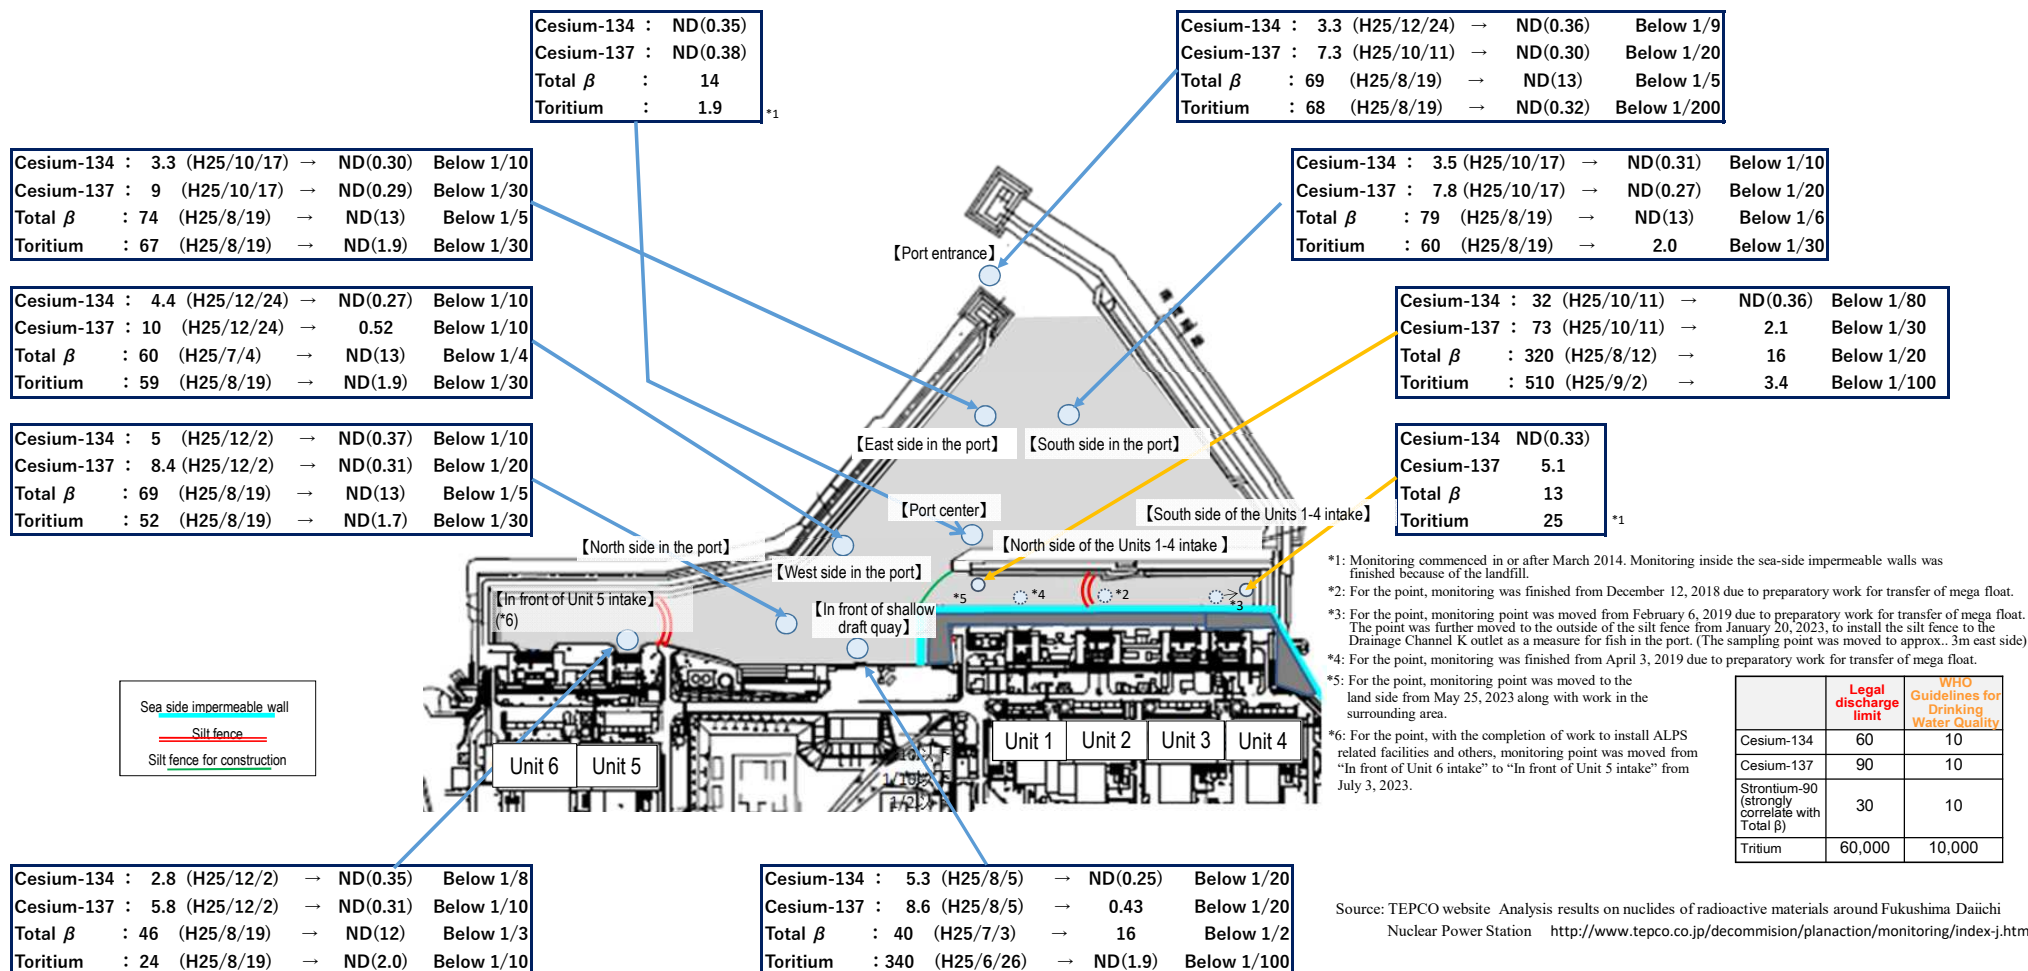 Cesium-134 : ND(0.35)
Cesium-137 : ND(0.38)
Total β : 14
Toritium : 1.9 *1
Cesium-134 : 3.3 (H25/12/24) → ND(0.36) Below 1/9
Cesium-137 : 7.3 (H25/10/11) → ND(0.30) Below 1/20
Total β : 69 (H25/8/19) → ND(13) Below 1/5
Toritium : 68 (H25/8/19) → ND(0.32) Below 1/200
Cesium-134 : 3.3 (H25/10/17) → ND(0.30) Below 1/10
Cesium-137 : 9 (H25/10/17) → ND(0.29) Below 1/30
Total β : 74 (H25/8/19) → ND(13) Below 1/5
Toritium : 67 (H25/8/19) → ND(1.9) Below 1/30
Cesium-134 : 3.5 (H25/10/17) → ND(0.31) Below 1/10
Cesium-137 : 7.8 (H25/10/17) → ND(0.27) Below 1/20
Total β : 79 (H25/8/19) → ND(13) Below 1/6
Toritium : 60 (H25/8/19) → 2.0 Below 1/30
Cesium-134 : 4.4 (H25/12/24) → ND(0.27) Below 1/10
Cesium-137 : 10 (H25/12/24) → 0.52 Below 1/10
Total β : 60 (H25/7/4) → ND(13) Below 1/4
Toritium : 59 (H25/8/19) → ND(1.9) Below 1/30
Cesium-134 : 32 (H25/10/11) → ND(0.36) Below 1/80
Cesium-137 : 73 (H25/10/11) → 2.1 Below 1/30
Total β : 320 (H25/8/12) → 16 Below 1/20
Toritium : 510 (H25/9/2) → 3.4 Below 1/100
Cesium-134 : 5 (H25/12/2) → ND(0.37) Below 1/10
Cesium-137 : 8.4 (H25/12/2) → ND(0.31) Below 1/20
Total β : 69 (H25/8/19) → ND(13) Below 1/5
Toritium : 52 (H25/8/19) → ND(1.7) Below 1/30
Cesium-134 ND(0.33)
Cesium-137 5.1
Total β 13
Toritium 25 *1
【Port entrance】
【East side in the port】
【South side in the port】
【Port center】
【South side of the Units 1-4 intake】
【North side in the port】
【North side of the Units 1-4 intake 】
【West side in the port】
【In front of Unit 5 intake】
(*6)
【In front of shallow
draft quay】
*5
*4
*2
*3
Unit 6
Unit 5
Unit 1
Unit 2
Unit 3
Unit 4
Sea side impermeable wall
Silt fence
Silt fence for construction
*1: Monitoring commenced in or after March 2014. Monitoring inside the sea-side impermeable walls was
finished because of the landfill.
*2: For the point, monitoring was finished from December 12, 2018 due to preparatory work for transfer of mega float.
*3: For the point, monitoring point was moved from February 6, 2019 due to preparatory work for transfer of mega float.
The point was further moved to the outside of the silt fence from January 20, 2023, to install the silt fence to the
Drainage Channel K outlet as a measure for fish in the port. (The sampling point was moved to approx.. 3m east side)
*4: For the point, monitoring was finished from April 3, 2019 due to preparatory work for transfer of mega float.
*5: For the point, monitoring point was moved to the
land side from May 25, 2023 along with work in the
surrounding area.
*6: For the point, with the completion of work to install ALPS
related facilities and others, monitoring point was moved from
“In front of Unit 6 intake” to “In front of Unit 5 intake” from
July 3, 2023.
Legal discharge limit
WHO Guidelines for Drinking Water Quality
Cesium-134 60 10
Cesium-137 90 10
Strontium-90 (strongly correlate with Total β) 30 10
Tritium 60,000 10,000
Cesium-134 : 2.8 (H25/12/2) → ND(0.35) Below 1/8
Cesium-137 : 5.8 (H25/12/2) → ND(0.31) Below 1/10
Total β : 46 (H25/8/19) → ND(12) Below 1/3
Toritium : 24 (H25/8/19) → ND(2.0) Below 1/10
Cesium-134 : 5.3 (H25/8/5) → ND(0.25) Below 1/20
Cesium-137 : 8.6 (H25/8/5) → 0.43 Below 1/20
Total β : 40 (H25/7/3) → 16 Below 1/2
Toritium : 340 (H25/6/26) → ND(1.9) Below 1/100
Source: TEPCO website Analysis results on nuclides of radioactive materials around Fukushima Daiichi
Nuclear Power Station http://www.tepco.co.jp/decommision/planaction/monitoring/index-j.htm